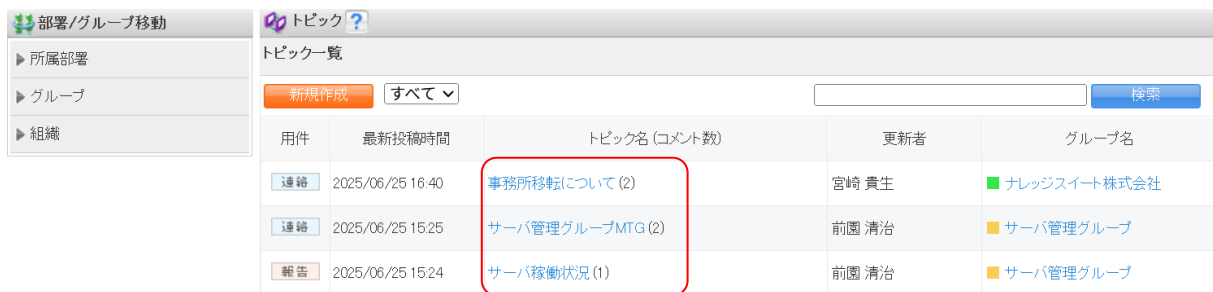 部署/グループ移動
所属部署
グループ
組織
トピック ?
トピック一覧
新規作成 すべて 検索
用件 最新投稿時間 トピック名 (コメント数) 更新者 グループ名
連絡 2025/06/25 16:40 事務所移転について (2) 宮崎 貴生 ナレッジスイート株式会社
連絡 2025/06/25 15:25 サーバ管理グループMTG (2) 前園 清治 サーバ管理グループ
報告 2025/06/25 15:24 サーバ稼働状況 (1) 前園 清治 サーバ管理グループ